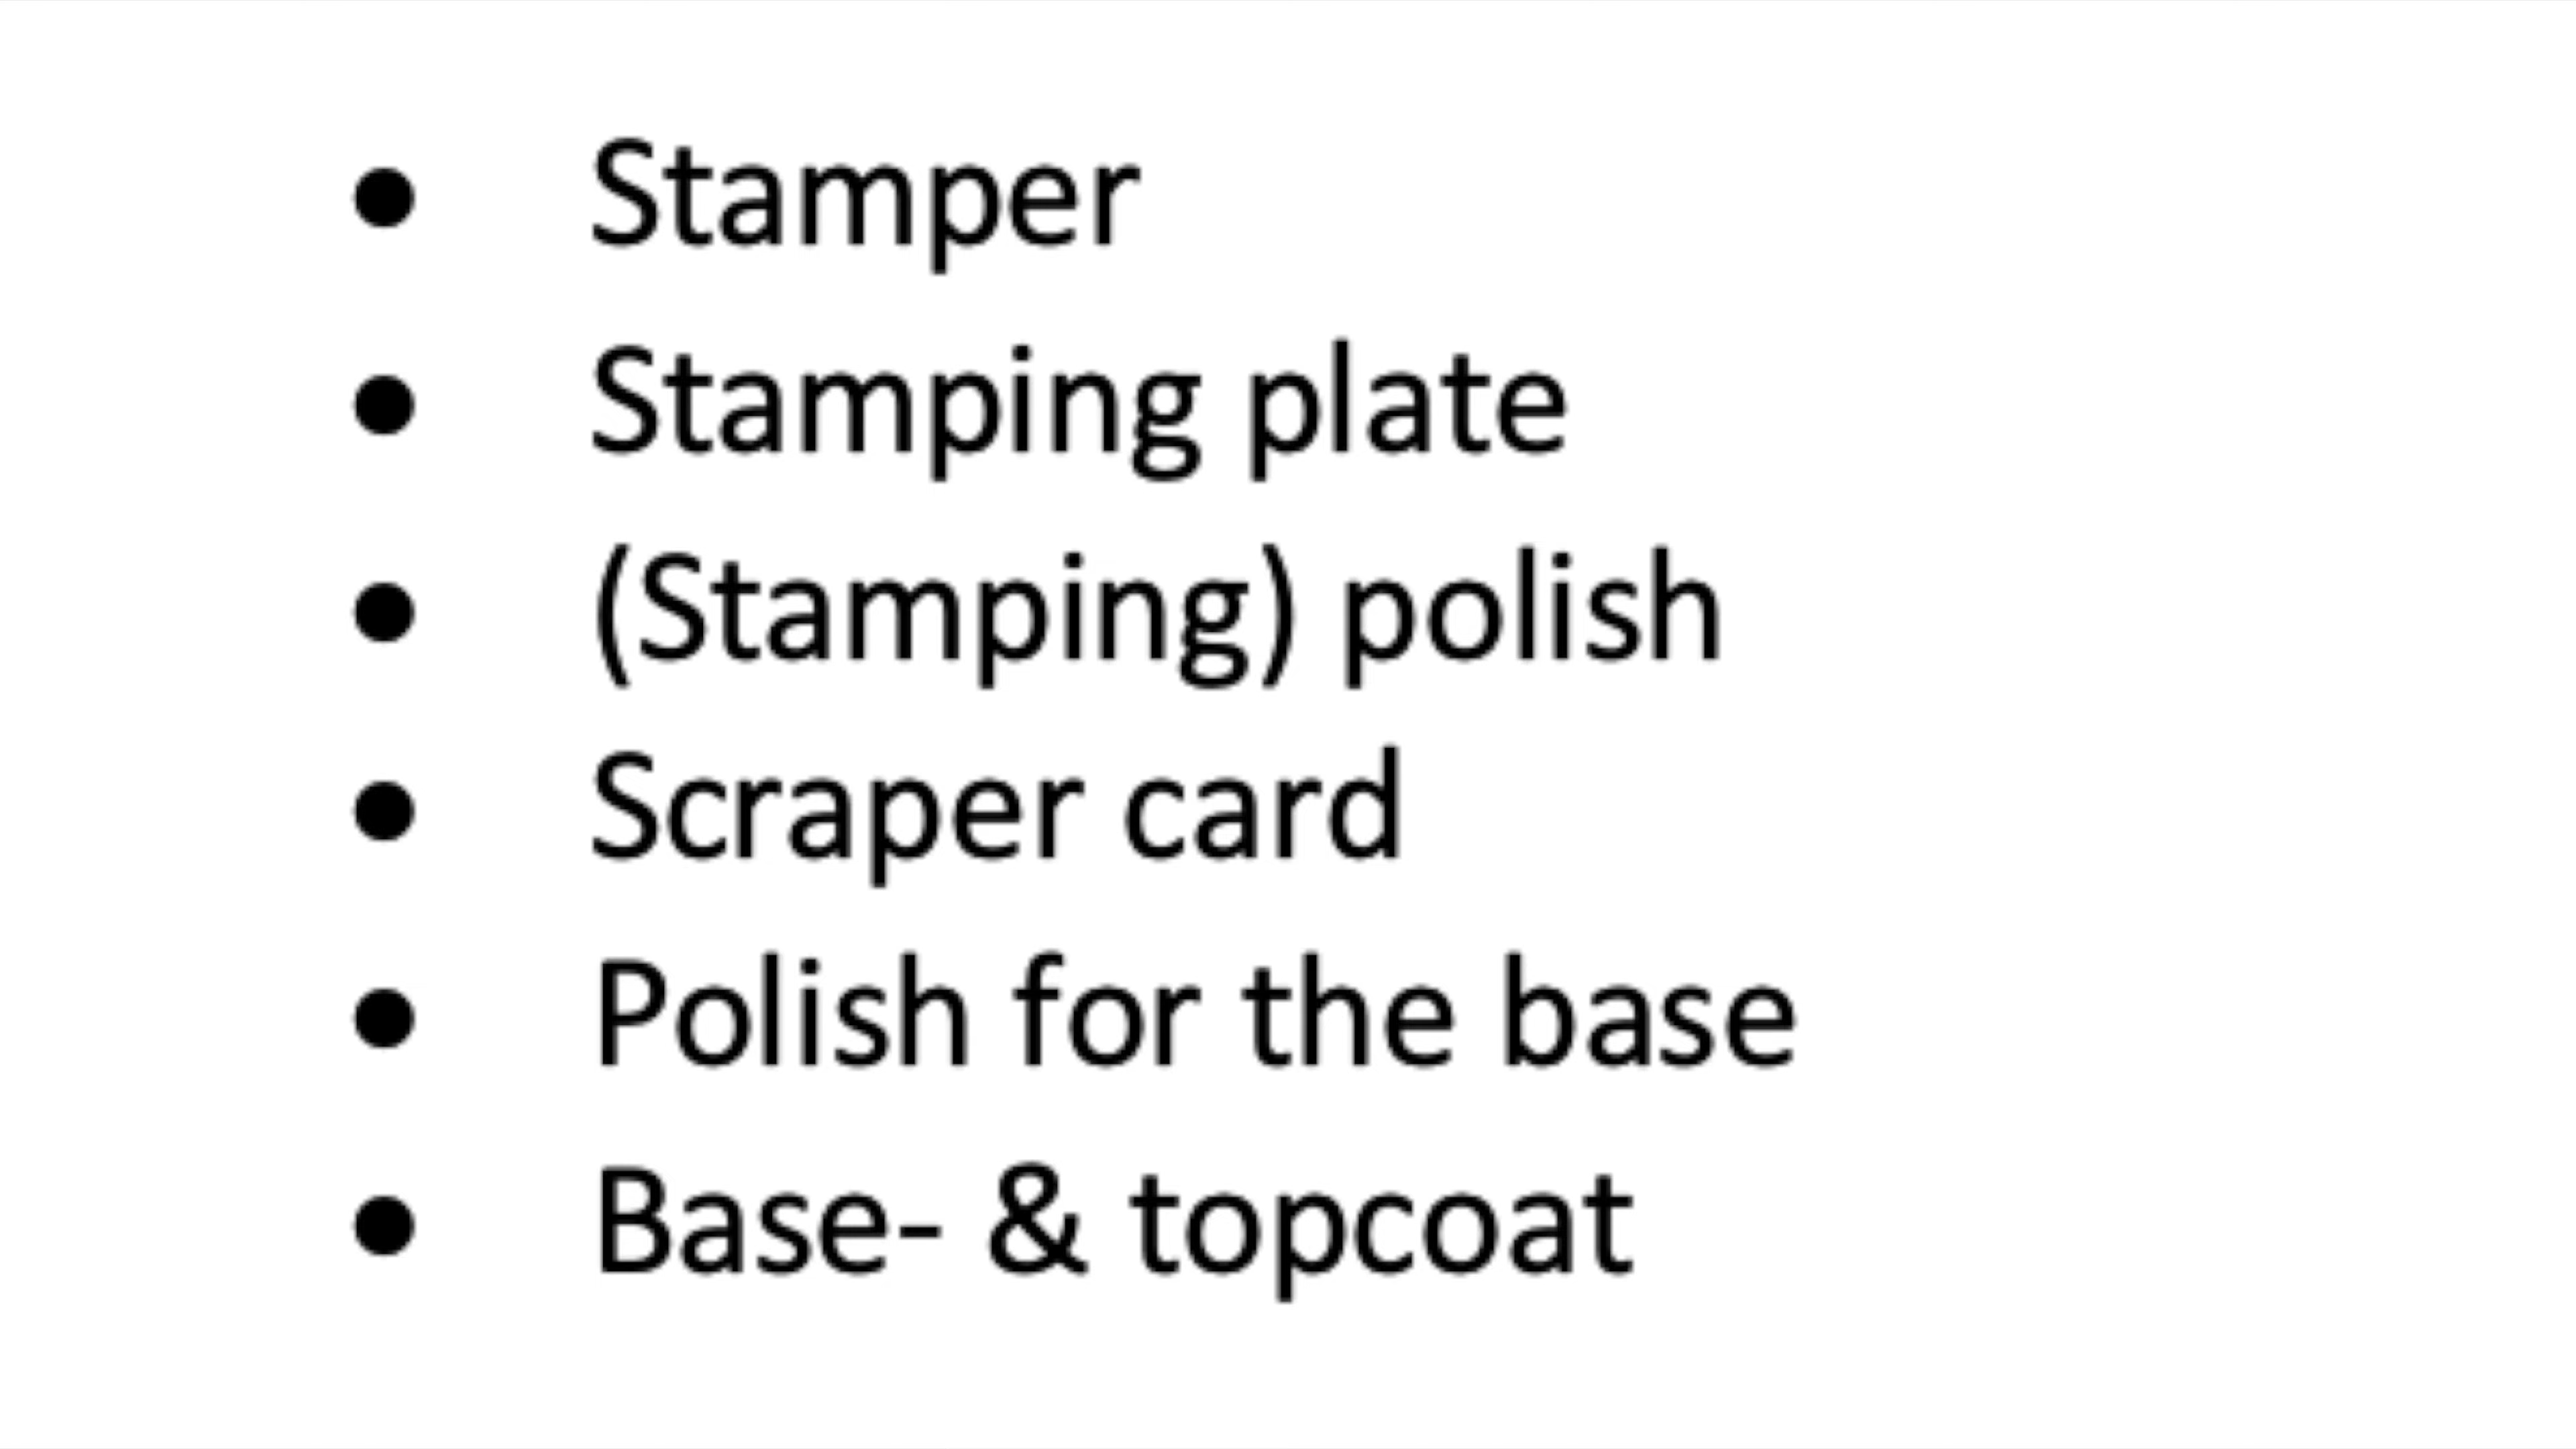 • Stamper
• Stamping plate
• (Stamping) polish
• Scraper card
• Polish for the base
• Base- & topcoat